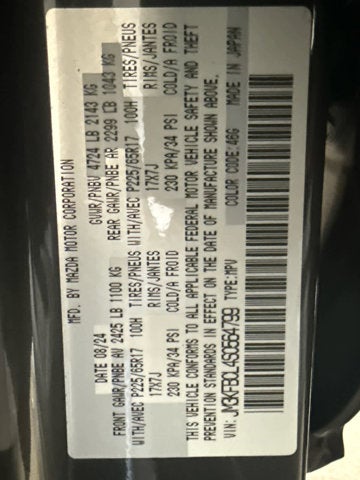 MFD. BY MAZDA MOTOR CORPORATION
DATE 08/24 GVWR/PNBV 4724 LB 2143 KG
FRONT GAWR/PNBE AV 2425 LB 1100 KG REAR GAWR/PNBE AR 2299 LB 1043 KG
WITH/AVEC P225/65R17 100H TIRES/PNEUS WITH/AVEC P225/65R17 100H TIRES/PNEUS
17X7J RIMS/JANTES 17X7J RIMS/JANTES
230 KPA/34 PSI COLD/A FROID 230 KPA/34 PSI COLD/A FROID
THIS VEHICLE CONFORMS TO ALL APPLICABLE FEDERAL MOTOR VEHICLE SAFETY AND THEFT
PREVENTION STANDARDS IN EFFECT ON THE DATE OF MANUFACTURE SHOWN ABOVE.
VIN: JM3KFBCL4S0564799 TYPE:MPV COLOR CODE:46G MADE IN JAPAN